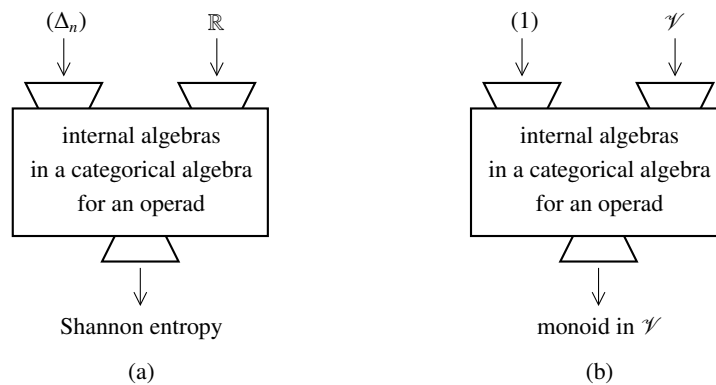 (Δₙ) ℝ
internal algebras
in a categorical algebra
for an operad
Shannon entropy
(a)
(1) 𝒱
internal algebras
in a categorical algebra
for an operad
monoid in 𝒱
(b)